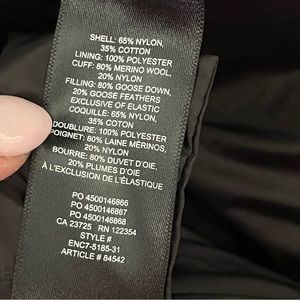 SHELL: 65% NYLON,
35% COTTON
LINING: 100% POLYESTER
CUFF: 80% MERINO WOOL,
20% NYLON
FILLING: 80% GOOSE DOWN,
20% GOOSE FEATHERS
EXCLUSIVE OF ELASTIC
COQUILLE: 65% NYLON,
35% COTON
DOUBLURE: 100% POLYESTER
POIGNET: 80% LAINE MÉRINOS,
20% NYLON
BOURRE: 80% DUVET D'OIE,
20% PLUMES D'OIE
À L'EXCLUSION DE L'ÉLASTIQUE
PO 4500146866
PO 4500146867
PO 4500146868
CA 23725 RN 122354
STYLE #
ENC7-5185-31
ARTICLE # 84542